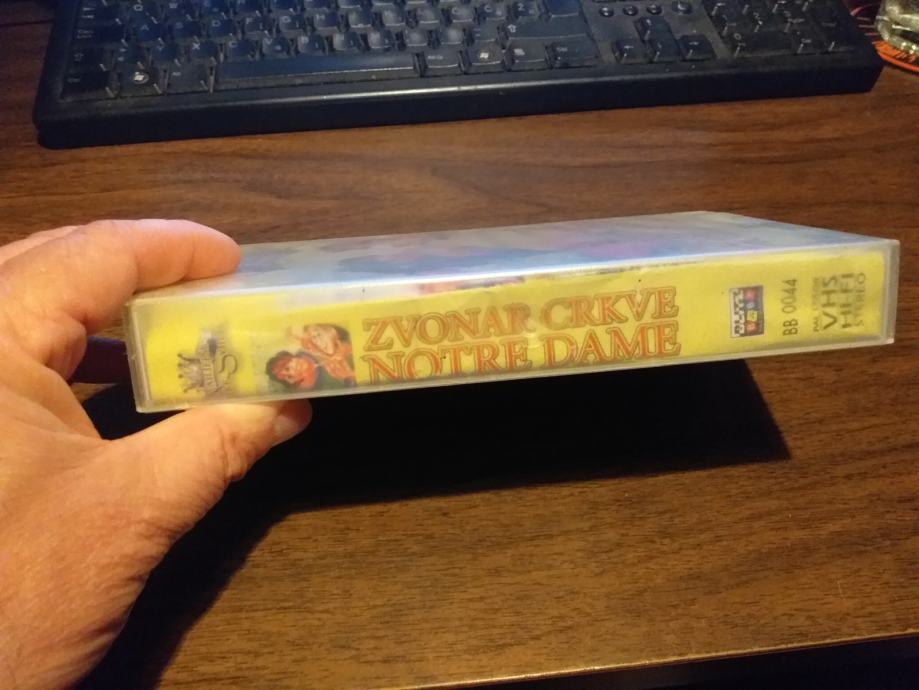 ZVONAR CRKVE
NOTRE DAME
BB 0044
VHS
HI-FI
STEREO